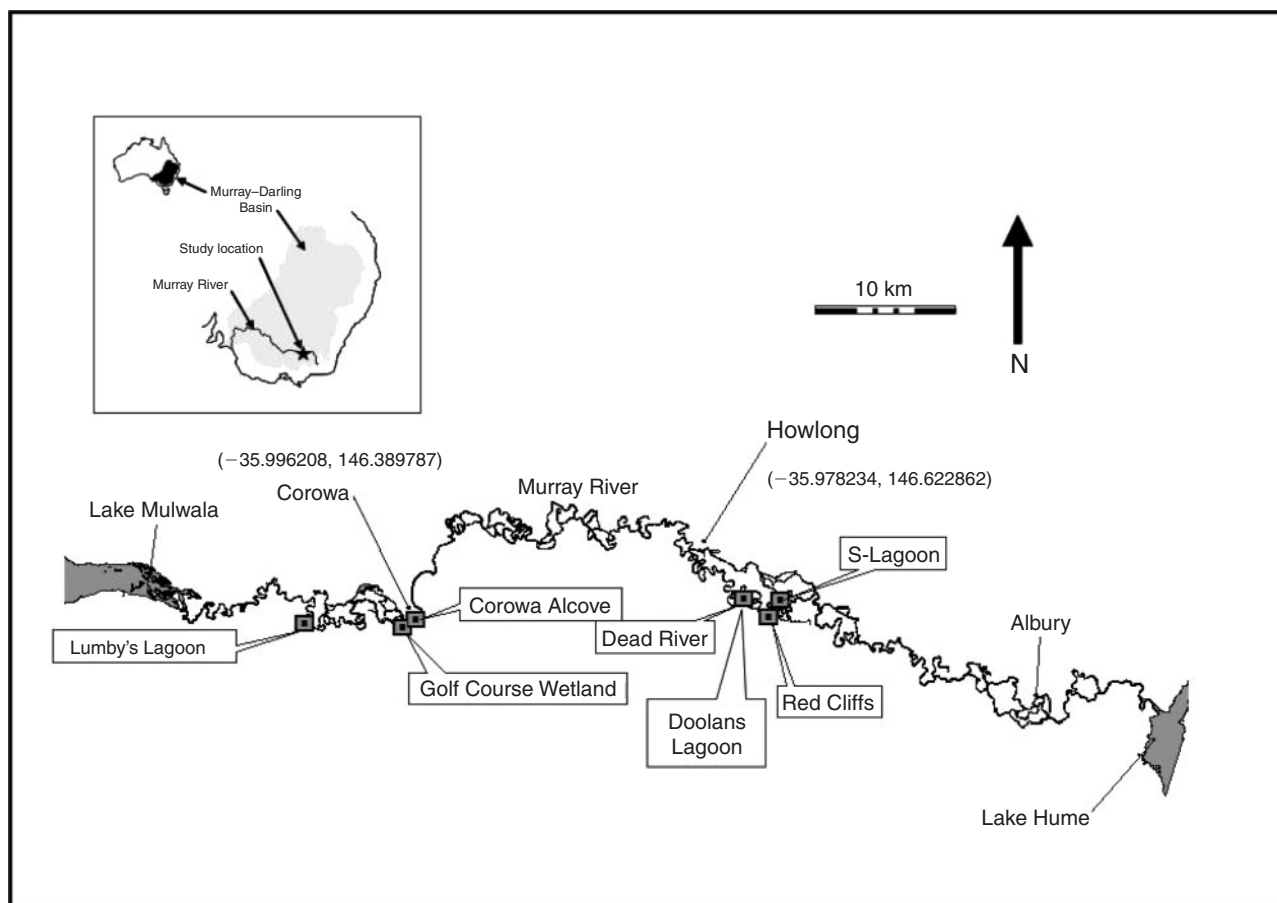 Murray–Darling
Basin
Study location
Murray River
10 km
N
Howlong
(−35.996208, 146.389787)
(−35.978234, 146.622862)
Corowa
Murray River
Lake Mulwala
S-Lagoon
Corowa Alcove
Dead River
Albury
Lumby's Lagoon
Golf Course Wetland
Red Cliffs
Doolans
Lagoon
Lake Hume